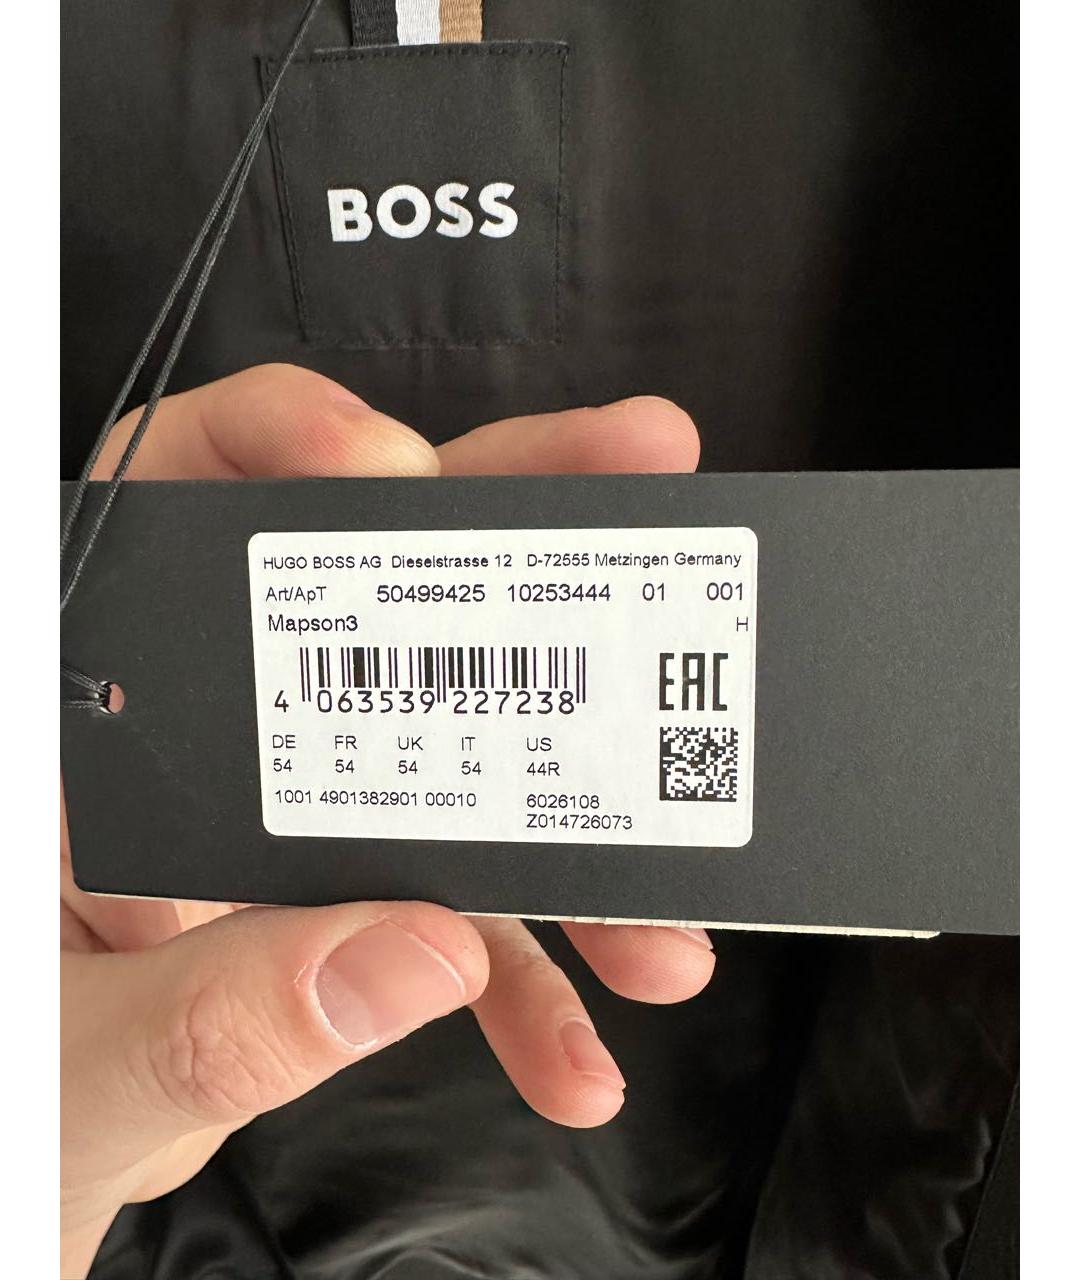 BOSS
HUGO BOSS AG Dieselstrasse 12 D-72555 Metzingen Germany
Art/ApT 50499425 10253444 01 001
Mapson3 H
4 063539 227238
EAC
DE FR UK IT US
54 54 54 54 44R
1001 4901382901 00010 6026108
Z014726073